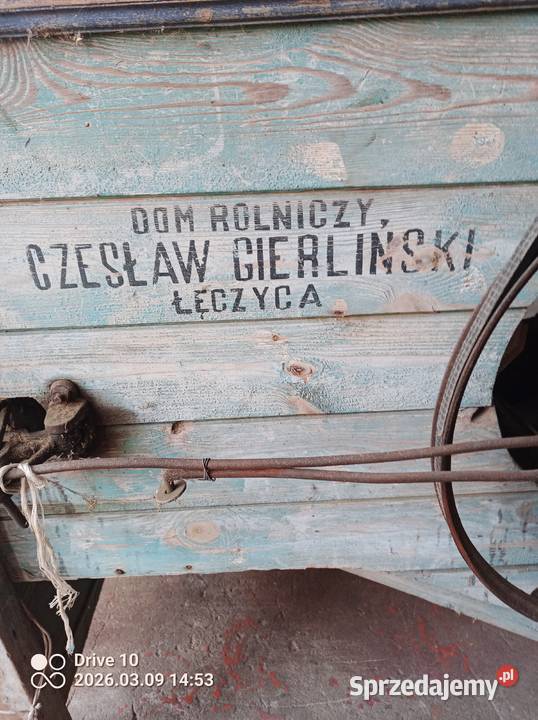 DOM ROLNICZY,
CZESŁAW GIERLIŃSKI
ŁĘCZYCA
Drive 10
2026.03.09 14:53
Sprzedajemy.pl